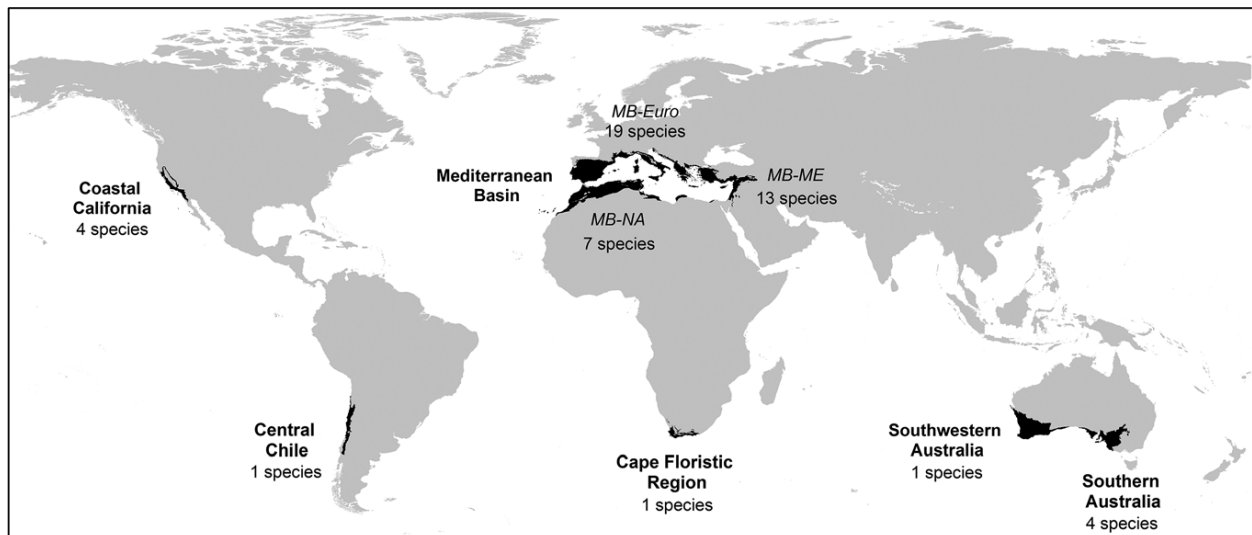 MB-Euro
19 species
Mediterranean
Basin
MB-ME
13 species
MB-NA
7 species
Coastal
California
4 species
Central
Chile
1 species
Cape Floristic
Region
1 species
Southwestern
Australia
1 species
Southern
Australia
4 species